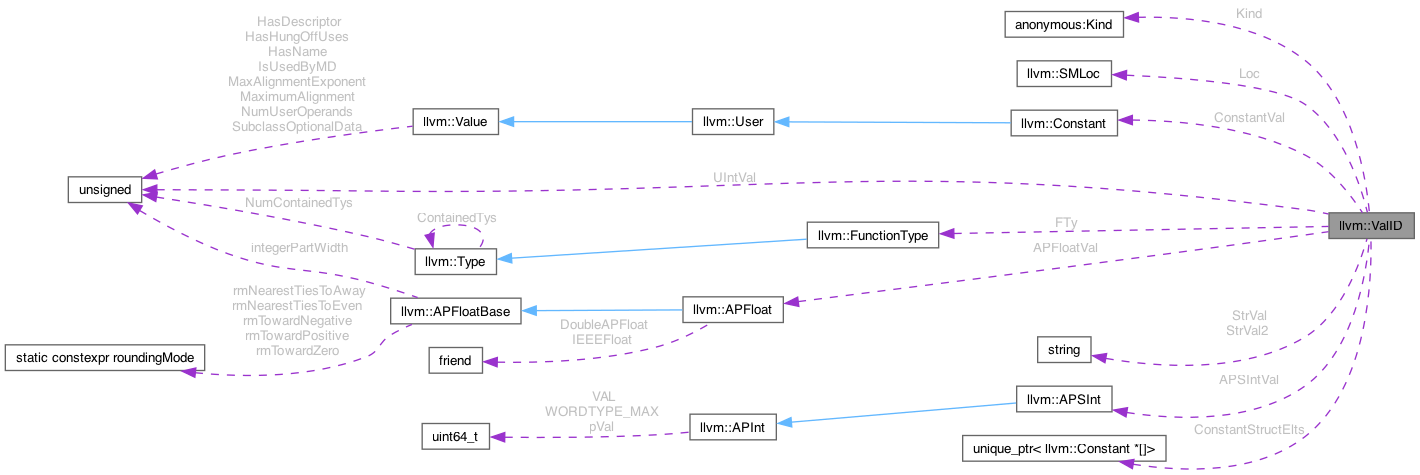 HasDescriptor
HasHungOffUses
HasName
IsUsedByMD
MaxAlignmentExponent
MaximumAlignment
NumUserOperands
SubclassOptionalData
Kind
anonymous:Kind
Loc
llvm::SMLoc
ConstantVal
llvm::Value
llvm::User
llvm::Constant
UIntVal
unsigned
NumContainedTys
ContainedTys
FTy
llvm::ValID
llvm::FunctionType
integerPartWidth
APFloatVal
llvm::Type
rmNearestTiesToAway
rmNearestTiesToEven
rmTowardNegative
rmTowardPositive
rmTowardZero
llvm::APFloatBase
llvm::APFloat
DoubleAPFloat
IEEEFloat
StrVal
StrVal2
static constexpr roundingMode
friend
string
APSIntVal
VAL
WORDTYPE_MAX
pVal
llvm::APSInt
uint64_t
llvm::APInt
ConstantStructElts
unique_ptr< llvm::Constant *[]>